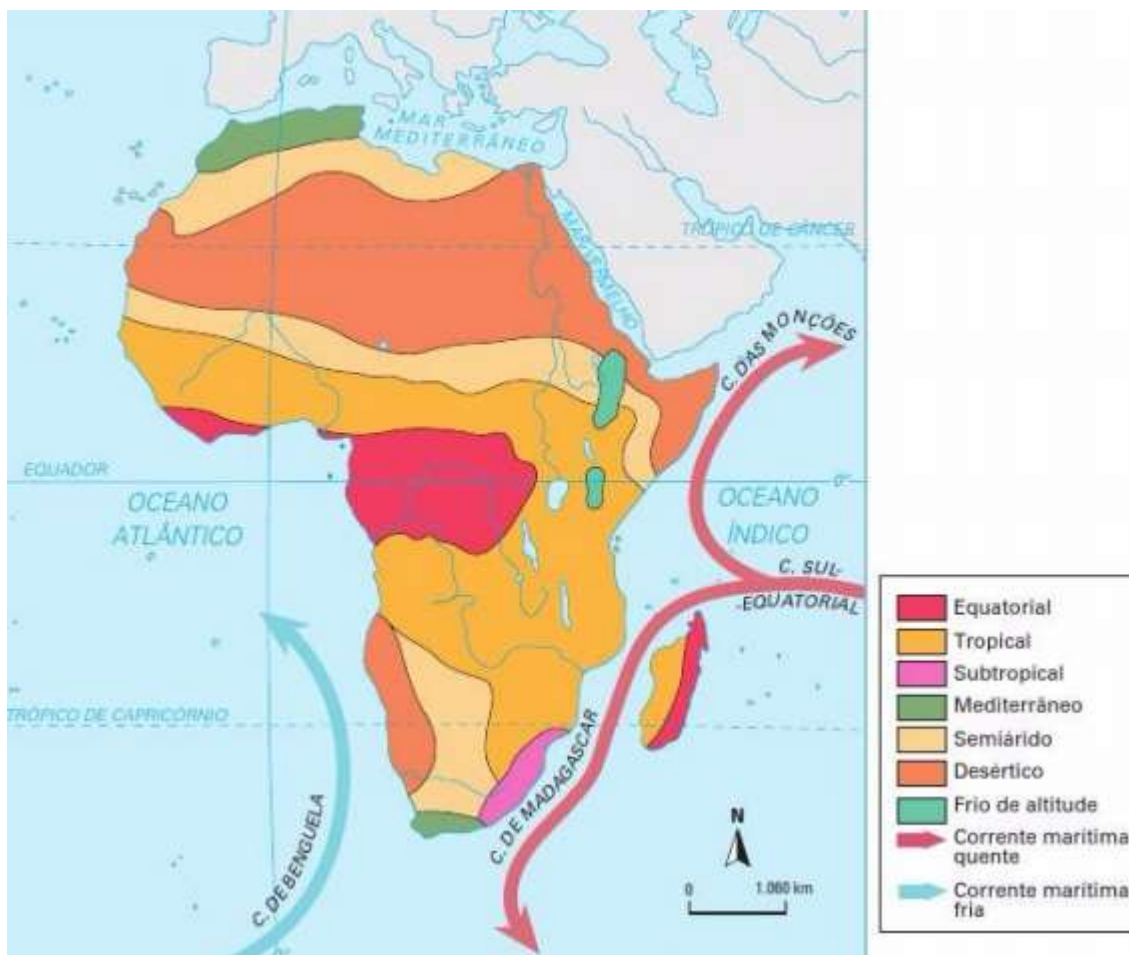 MAR
MEDITERRÂNEO
MAR VERMELHO
TRÓPICO DE CÂNCER
C. DAS MONÇÕES
EQUADOR
0°
OCEANO
ATLÂNTICO
OCEANO
ÍNDICO
C. SUL-
EQUATORIAL
TRÓPICO DE CAPRICÓRNIO
C. DE MADAGASCAR
C. DE BENGUELA
N
0 1.060 km
0°
Equatorial
Tropical
Subtropical
Mediterrâneo
Semiárido
Desértico
Frio de altitude
Corrente marítima
quente
Corrente marítima
fria